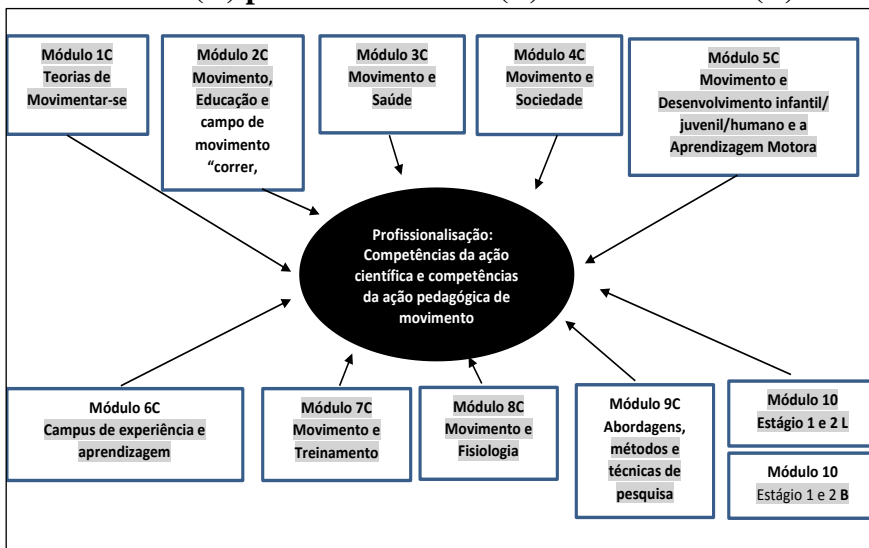 Módulo 1C
Teorias de
Movimentar-se
Módulo 2C
Movimento,
Educação e
campo de
movimento
“correr,
Módulo 3C
Movimento e
Saúde
Módulo 4C
Movimento e
Sociedade
Módulo 5C
Movimento e
Desenvolvimento infantil/
juvenil/humano e a
Aprendizagem Motora
Profissionalisação:
Competências da ação
científica e competências
da ação pedagógica de
movimento
Módulo 6C
Campus de experiência e
aprendizagem
Módulo 7C
Movimento e
Treinamento
Módulo 8C
Movimento e
Fisiologia
Módulo 9C
Abordagens,
métodos e
técnicas de
pesquisa
Módulo 10
Estágio 1 e 2 L
Módulo 10
Estágio 1 e 2 B